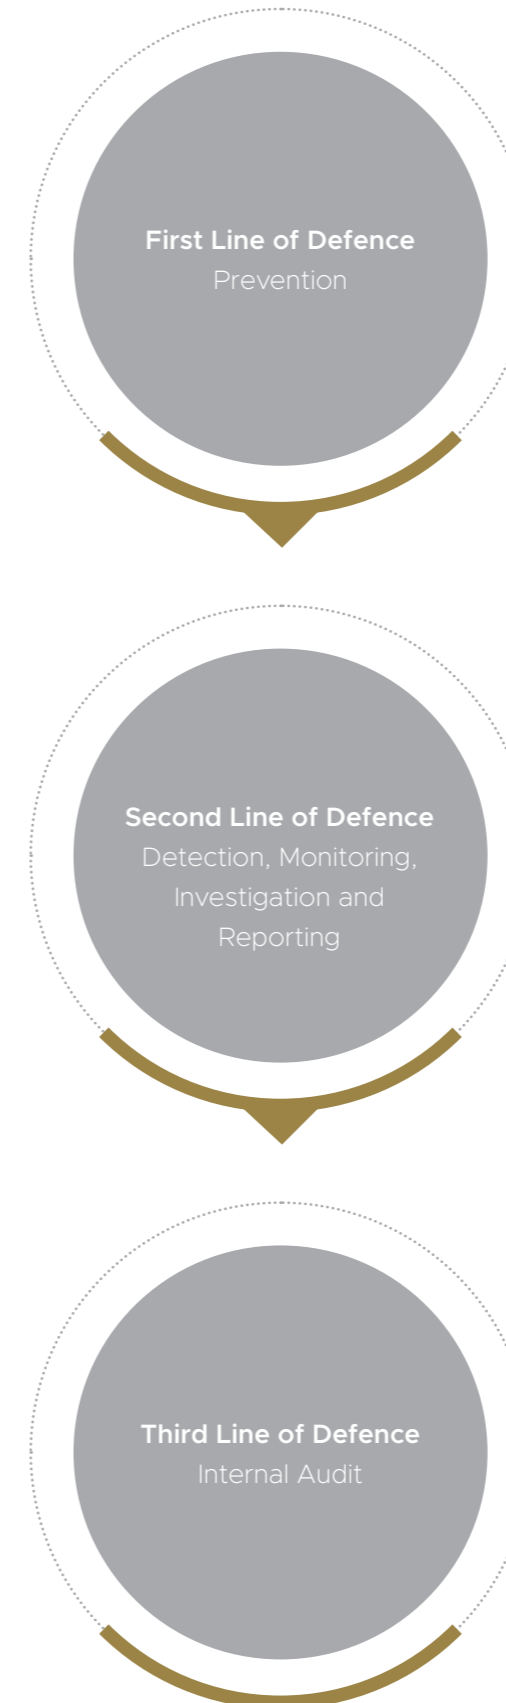 First Line of Defence
Prevention
Second Line of Defence
Detection, Monitoring,
Investigation and
Reporting
Third Line of Defence
Internal Audit